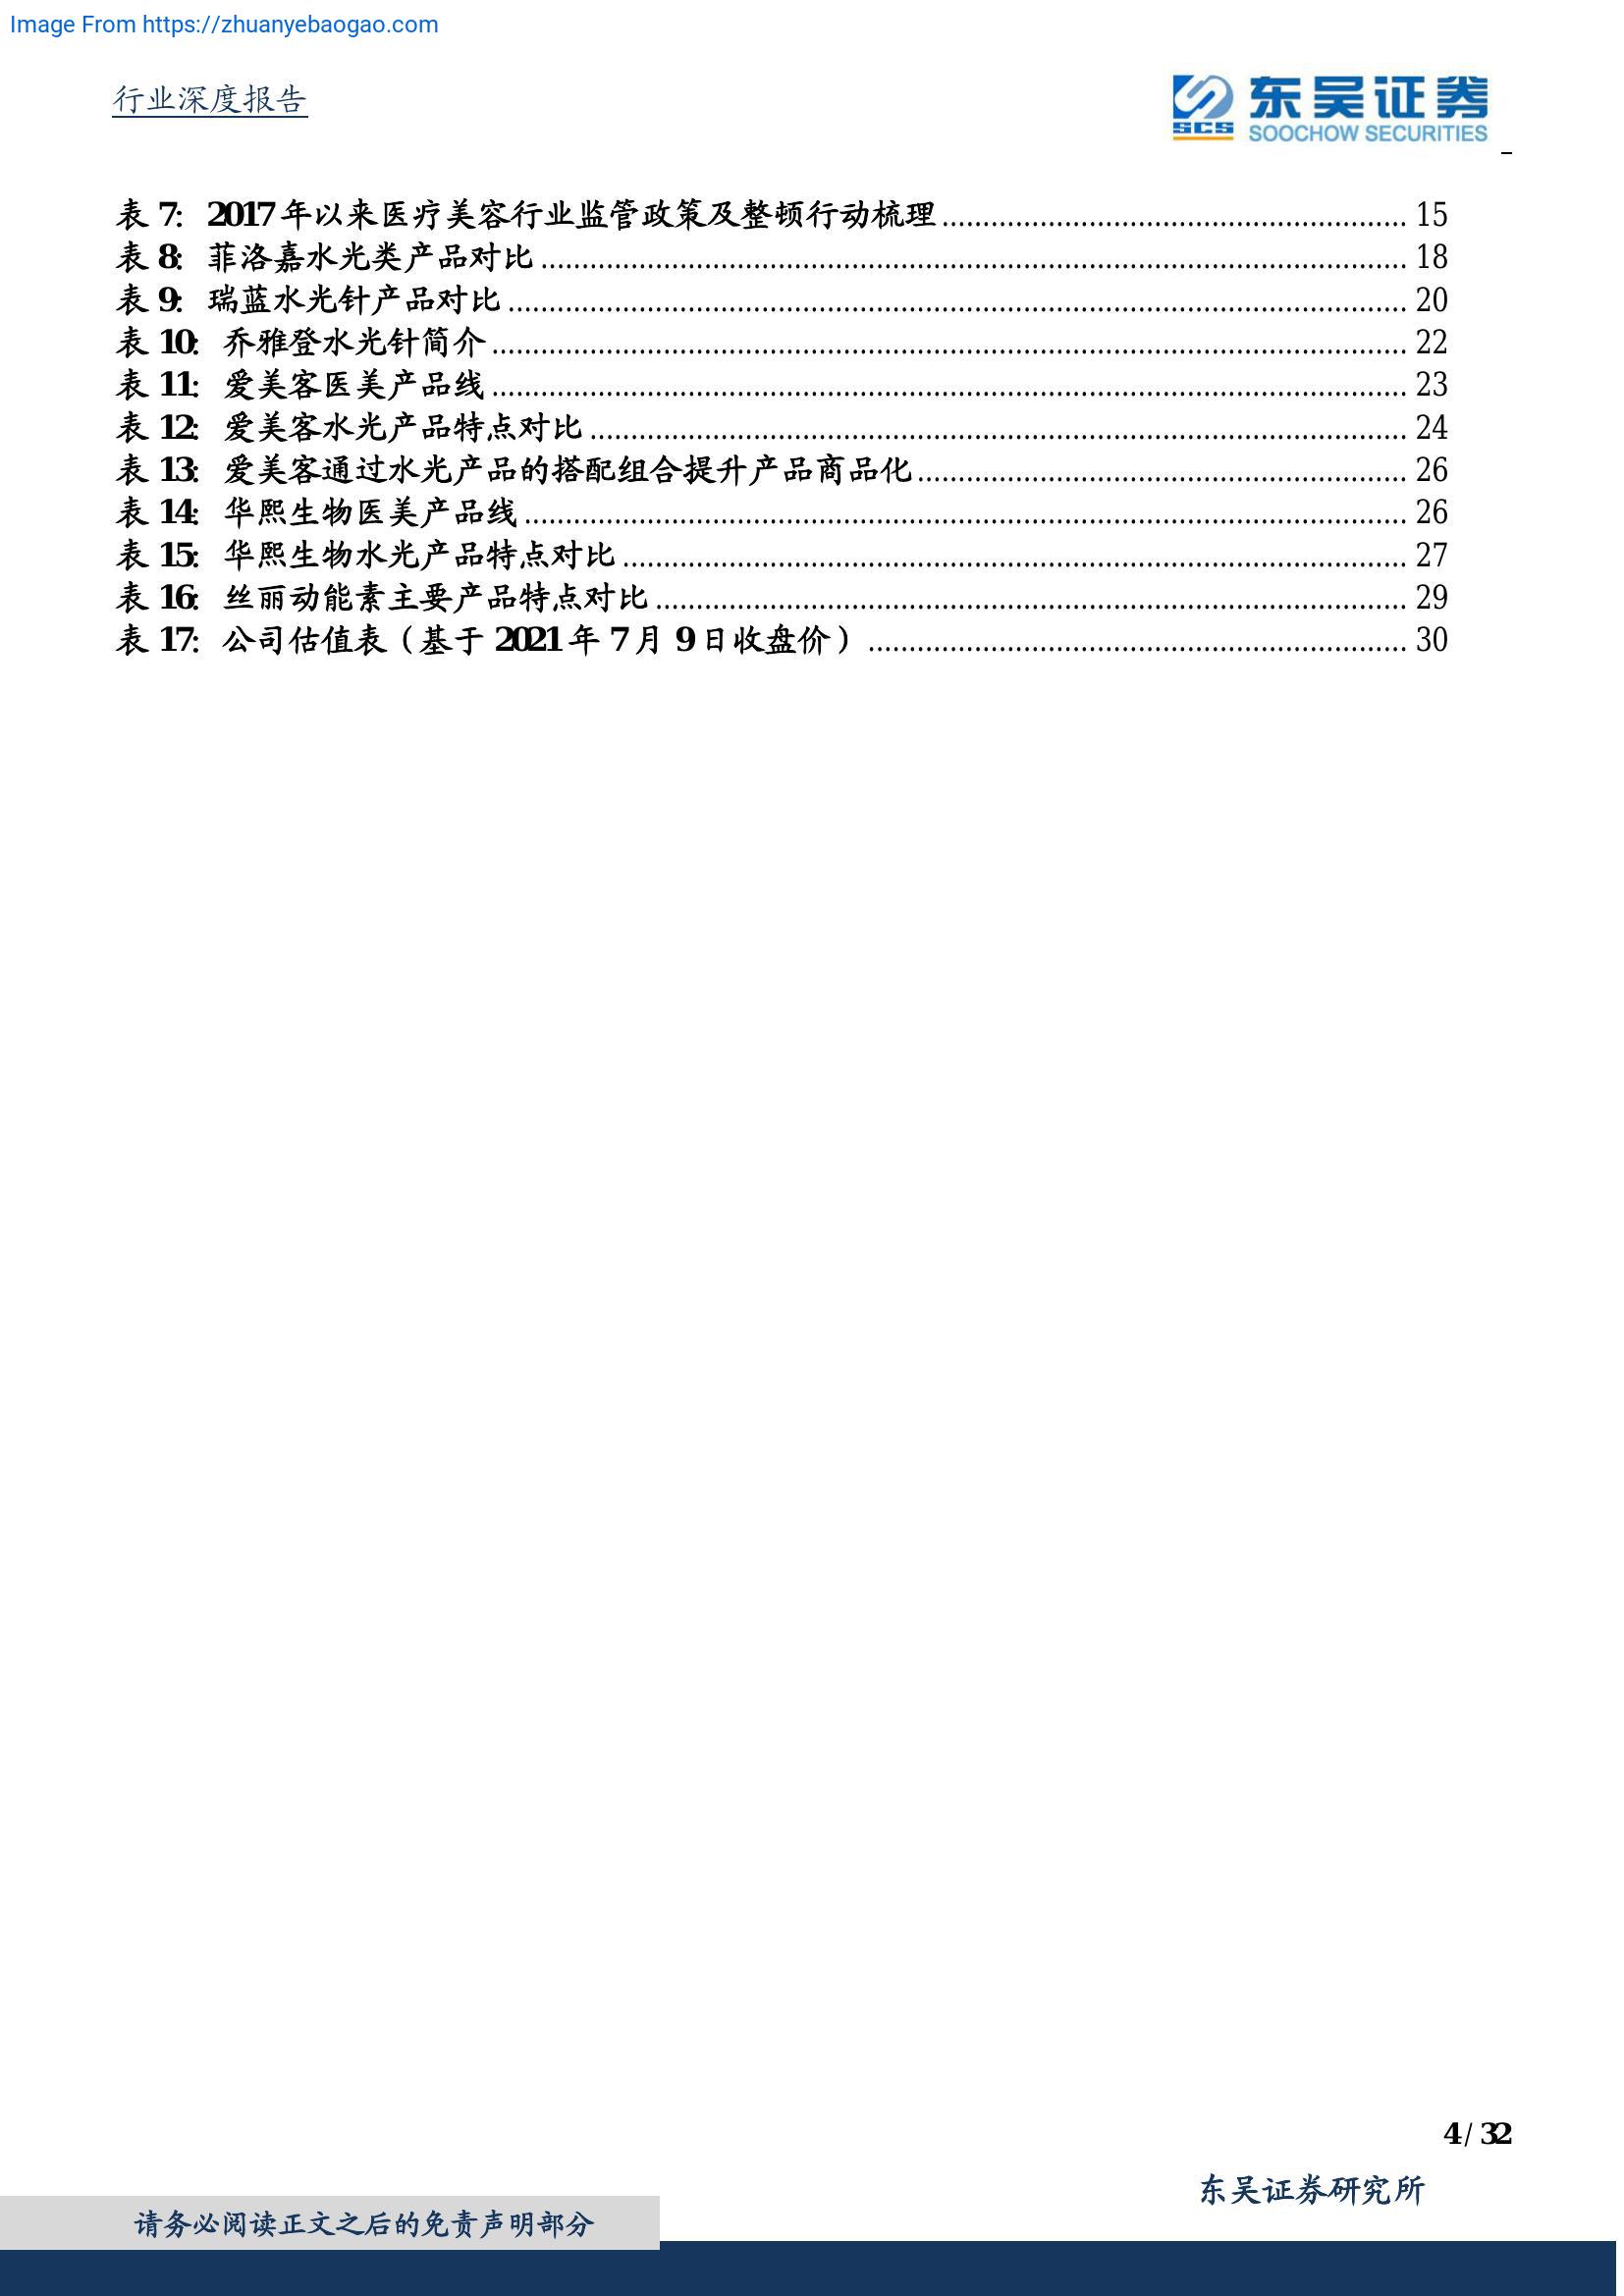 Image From https://zhuanyebaogao.com
行业深度报告
东吴证券
SCS
SOOCHOW SECURITIES
表 7: 2017 年以来医疗美容行业监管政策及整顿行动梳理 15
表 8: 菲洛嘉水光类产品对比 18
表 9: 瑞蓝水光针产品对比 20
表 10: 乔雅登水光针简介 22
表 11: 爱美客医美产品线 23
表 12: 爱美客水光产品特点对比 24
表 13: 爱美客通过水光产品的搭配组合提升产品商品化 26
表 14: 华熙生物医美产品线 26
表 15: 华熙生物水光产品特点对比 27
表 16: 丝丽动能素主要产品特点对比 29
表 17: 公司估值表（基于 2021 年 7 月 9 日收盘价） 30
4 / 32
东吴证券研究所
请务必阅读正文之后的免责声明部分